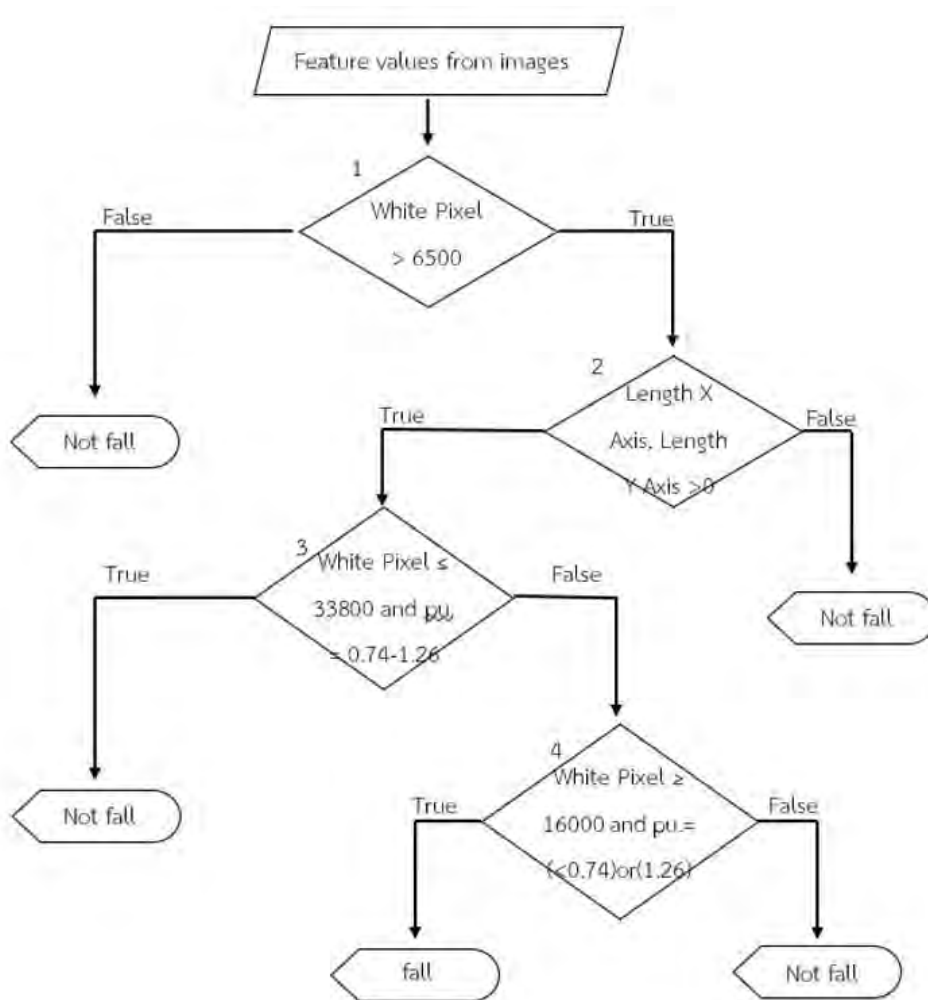 Feature values from images
1
White Pixel
> 6500
False
True
2
Length X
Axis, Length
Y Axis >0
True
False
Not fall
3
White Pixel ≤
33800 and pu.
= 0.74-1.26
True
False
Not fall
4
White Pixel ≥
16000 and pu.=
(<0.74)or(1.26)
True
False
Not fall
fall
Not fall